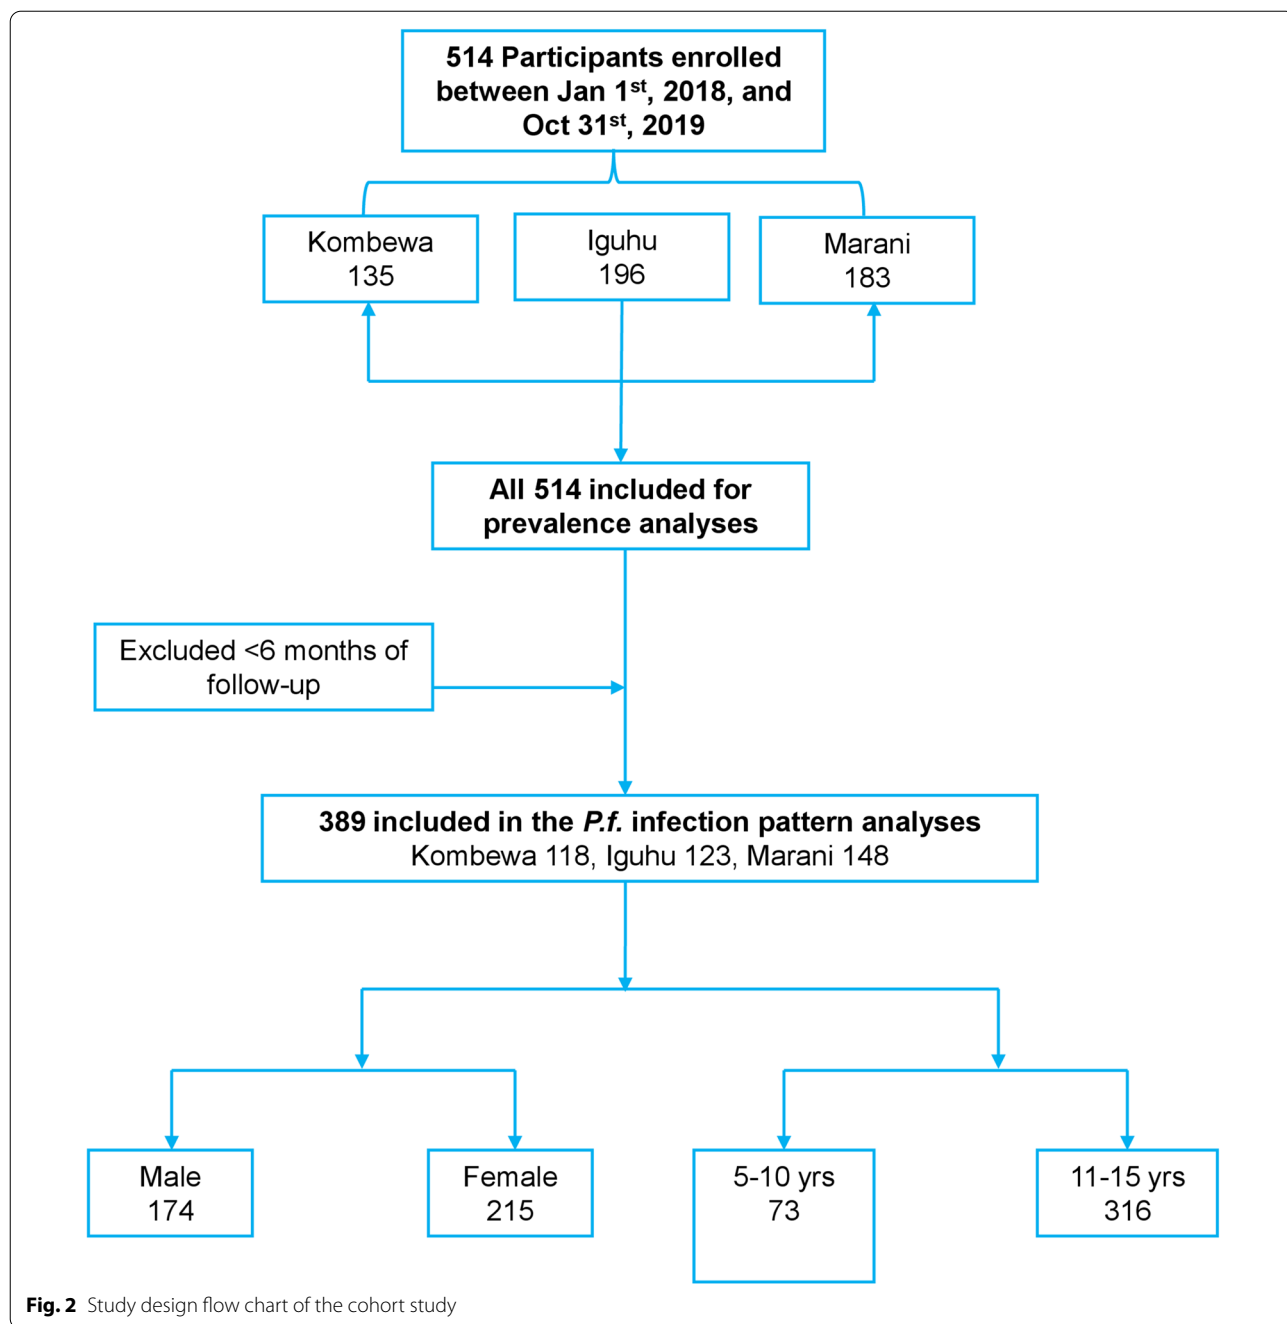 514 Participants enrolled
between Jan 1st, 2018, and
Oct 31st, 2019
Kombewa
135
Iguhu
196
Marani
183
All 514 included for
prevalence analyses
Excluded <6 months of
follow-up
389 included in the P.f. infection pattern analyses
Kombewa 118, Iguhu 123, Marani 148
Male
174
Female
215
5-10 yrs
73
11-15 yrs
316
Fig. 2 Study design flow chart of the cohort study